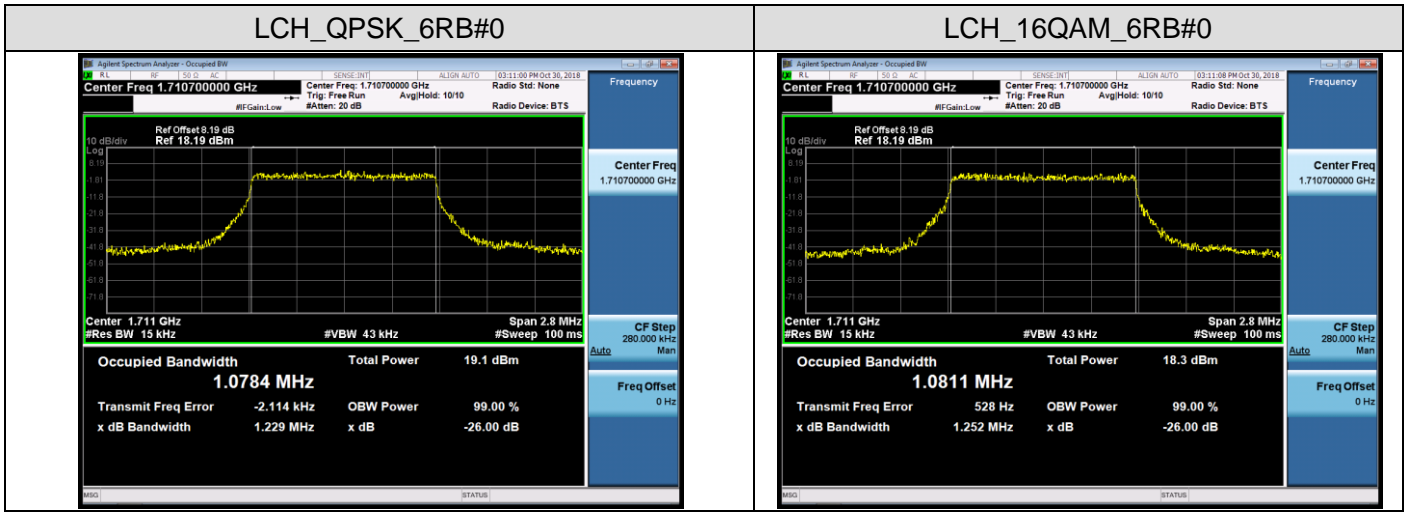 LCH_QPSK_6RB#0
LCH_16QAM_6RB#0
Agilent Spectrum Analyzer - Occupied BW
RL RF 50 Ω AC SENSE:INT ALIGN AUTO 03:11:00 PM Oct 30, 2018
Center Freq 1.710700000 GHz
Center Freq: 1.710700000 GHz
Radio Std: None
Trig: Free Run Avg|Hold: 10/10
#IFGain:Low
#Atten: 20 dB
Radio Device: BTS
Ref Offset 8.19 dB
10 dB/div Ref 18.19 dBm
Log
8.19
-1.81
-11.8
-21.8
-31.8
-41.8
-51.8
-61.8
-71.8
Center 1.711 GHz
Span 2.8 MHz
#Res BW 15 kHz
#VBW 43 kHz
#Sweep 100 ms
Occupied Bandwidth
Total Power 19.1 dBm
1.0784 MHz
Transmit Freq Error -2.114 kHz
OBW Power 99.00 %
x dB Bandwidth 1.229 MHz
x dB -26.00 dB
MSG
STATUS
Frequency
Center Freq
1.710700000 GHz
CF Step
280.000 kHz
Auto Man
Freq Offset
0 Hz
Agilent Spectrum Analyzer - Occupied BW
RL RF 50 Ω AC SENSE:INT ALIGN AUTO 03:11:08 PM Oct 30, 2018
Center Freq 1.710700000 GHz
Center Freq: 1.710700000 GHz
Radio Std: None
Trig: Free Run Avg|Hold: 10/10
#IFGain:Low
#Atten: 20 dB
Radio Device: BTS
Ref Offset 8.19 dB
10 dB/div Ref 18.19 dBm
Log
8.19
-1.81
-11.8
-21.8
-31.8
-41.8
-51.8
-61.8
-71.8
Center 1.711 GHz
Span 2.8 MHz
#Res BW 15 kHz
#VBW 43 kHz
#Sweep 100 ms
Occupied Bandwidth
Total Power 18.3 dBm
1.0811 MHz
Transmit Freq Error 528 Hz
OBW Power 99.00 %
x dB Bandwidth 1.252 MHz
x dB -26.00 dB
MSG
STATUS
Frequency
Center Freq
1.710700000 GHz
CF Step
280.000 kHz
Auto Man
Freq Offset
0 Hz